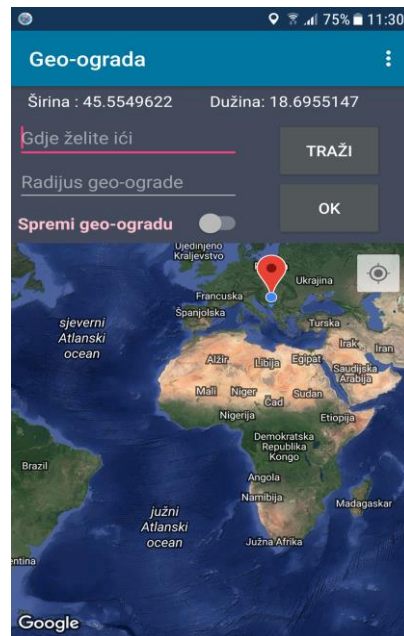 75% 11:30
Geo-ograda
Širina : 45.5549622 Dužina: 18.6955147
Gdje želite ići
TRAŽI
Radijus geo-ograde
OK
Spremi geo-ogradu
Ujedinjeno
Kraljevstvo
Ukrajina
Francuska
Španjolska
Turska
sjeverni
Atlanski
ocean
Irak
Iran
Alžir
Libija
Egipat
Saudijska
Arabija
Mali
Niger
Čad
Sudan
Nigerija
Etiopija
Demokratska
Republika
Kongo
Brazil
Angola
Namibija
Madagaskar
južni
Atlanski
ocean
Južna Afrika
entina
Google